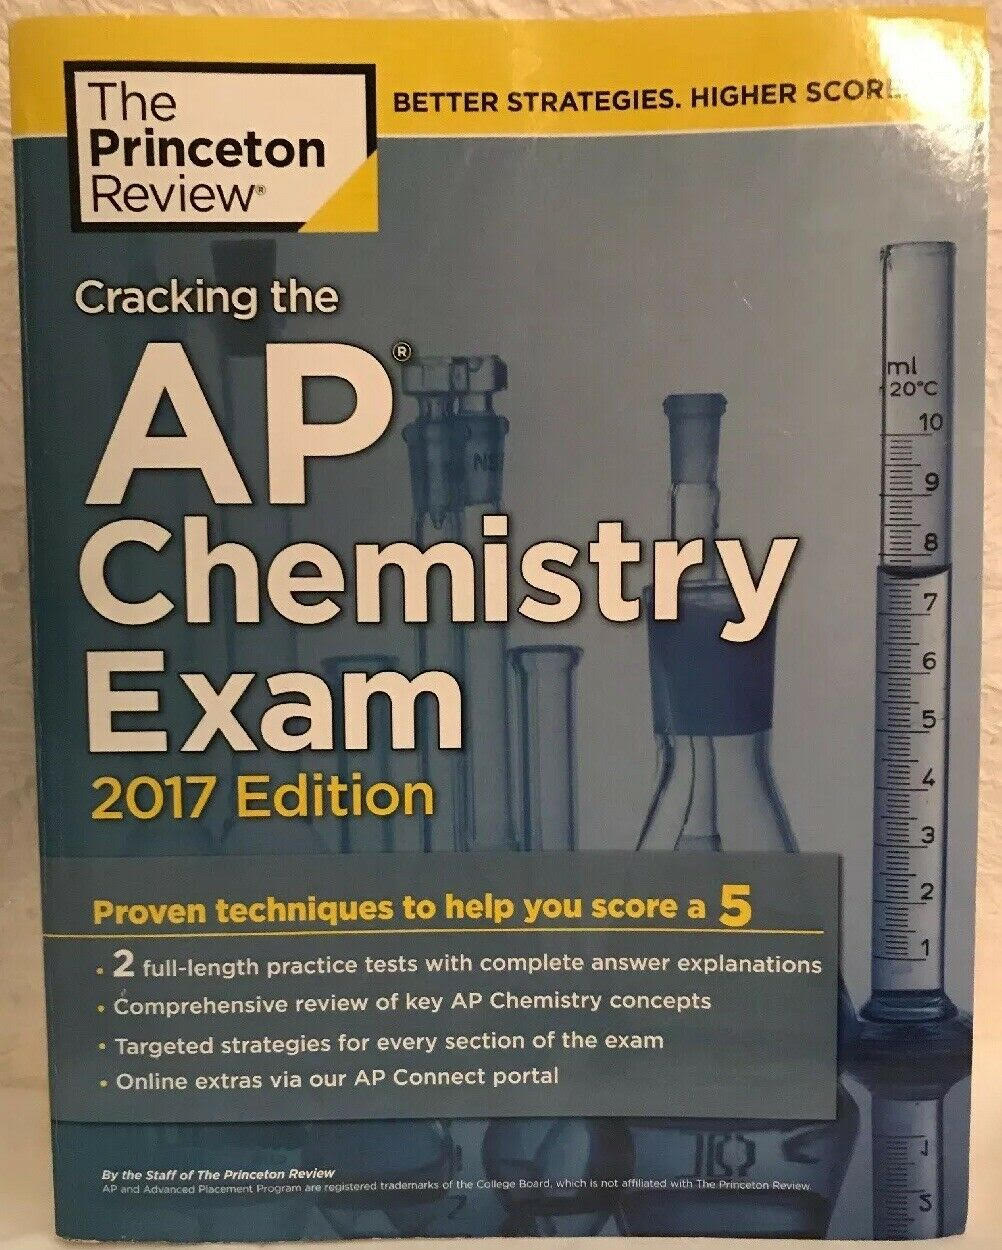 The
Princeton
Review®
BETTER STRATEGIES. HIGHER
Cracking the
AP®
Chemistry
Exam
2017 Edition
Proven techniques to help you score a 5
• 2 full-length practice tests with complete answer explanations
• Comprehensive review of key AP Chemistry concepts
• Targeted strategies for every section of the exam
• Online extras via our AP Connect portal
By the Staff of The Princeton Review
AP and Advanced Placement Program are registered trademarks of the College Board, which is not affiliated with The Princeton Review.
ml
20°C
10
9
8
7
6
5
4
3
2
1